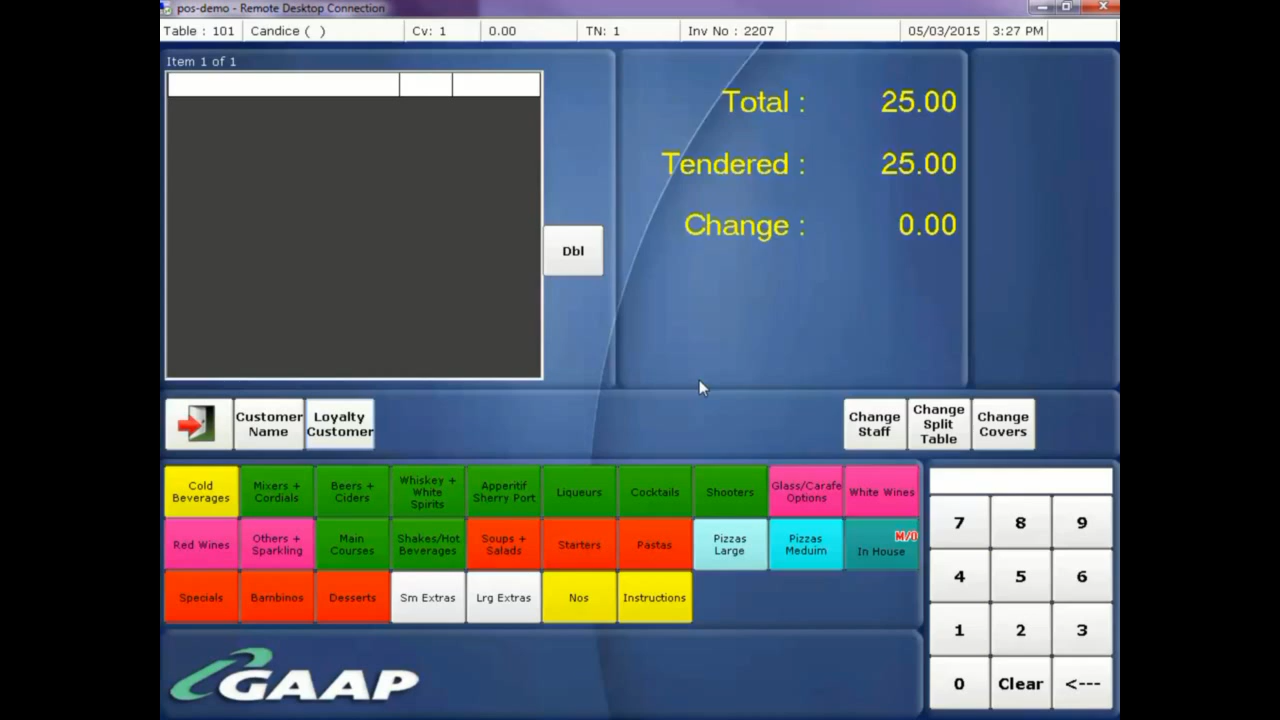 pos-demo - Remote Desktop Connection
Table : 101 Candice ( ) Cv: 1 0.00 TN: 1 Inv No : 2207 05/03/2015 3:27 PM
Item 1 of 1
Total : 25.00
Tendered : 25.00
Change : 0.00
Dbl
Customer
Name
Loyalty
Customer
Change
Staff
Change
Split
Table
Change
Covers
Cold
Beverages
Mixers +
Cordials
Beers +
Ciders
Whiskey +
White
Spirits
Apperitif
Sherry Port
Liqueurs
Cocktails
Shooters
Glass/Carafe
Options
White Wines
Red Wines
Others +
Sparkling
Main
Courses
Shakes/Hot
Beverages
Soups +
Salads
Starters
Pastas
Pizzas
Large
Pizzas
Meduim
M/D
In House
Specials
Bambinos
Desserts
Sm Extras
Lrg Extras
Nos
Instructions
7 8 9
4 5 6
1 2 3
0 Clear <---
GAAP